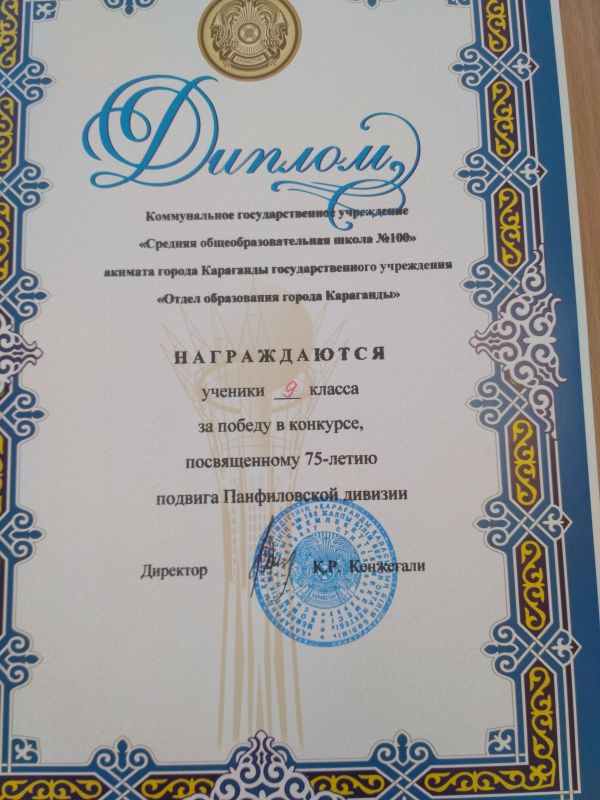 Диплом
Коммунальное государственное учреждение
«Средняя общеобразовательная школа №100»
акимата города Караганды государственного учреждения
«Отдел образования города Караганды»
НАГРАЖДАЮТСЯ
ученики 9 класса
за победу в конкурсе,
посвященному 75-летию
подвига Панфиловской дивизии
Директор К.Р. Кенжегали